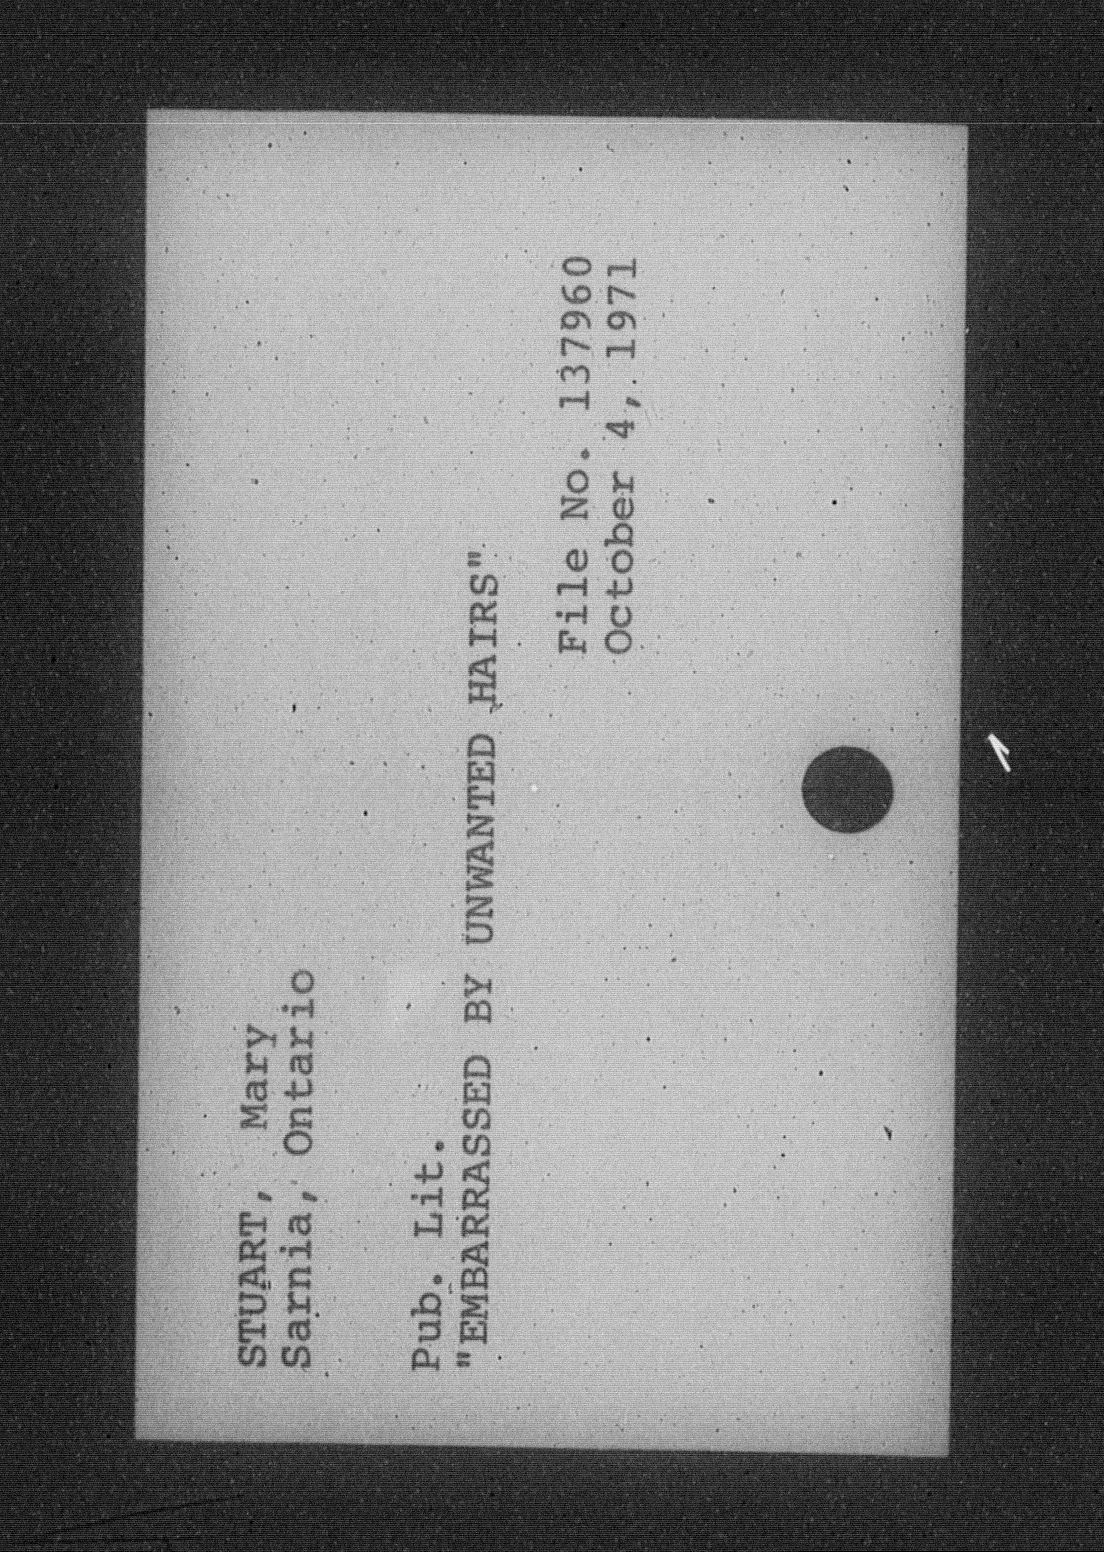 STUART, Mary
Sarnia, Ontario
Pub. Lit.
"EMBARRASSED BY UNWANTED HAIRS"
File No. 137960
October 4, 1971